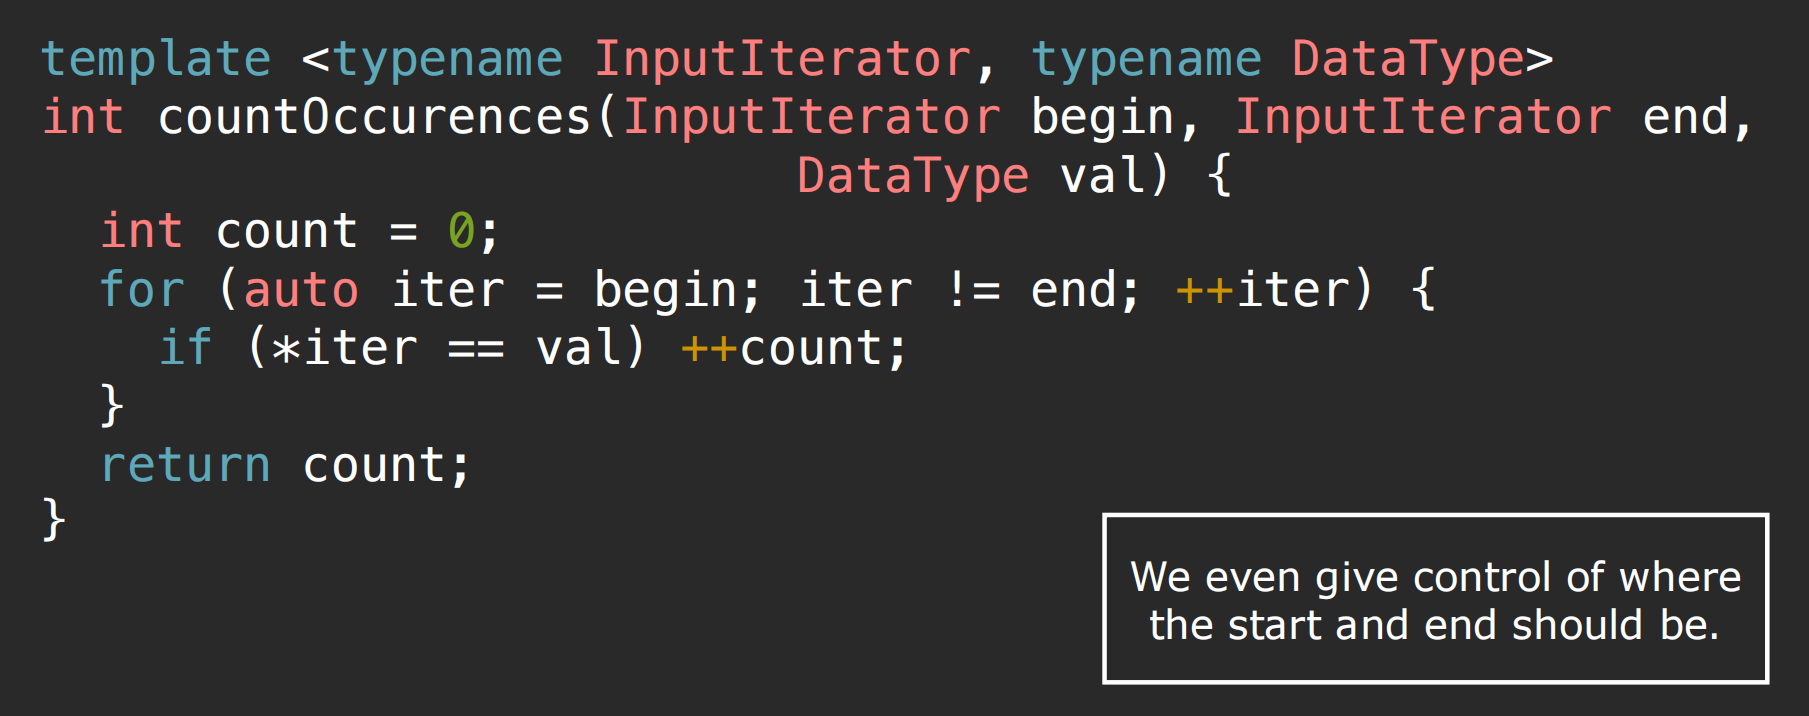 template <typename InputIterator, typename DataType>
int countOccurences(InputIterator begin, InputIterator end,
                          DataType val) {
  int count = 0;
  for (auto iter = begin; iter != end; ++iter) {
    if (*iter == val) ++count;
  }
  return count;
}
We even give control of where
the start and end should be.